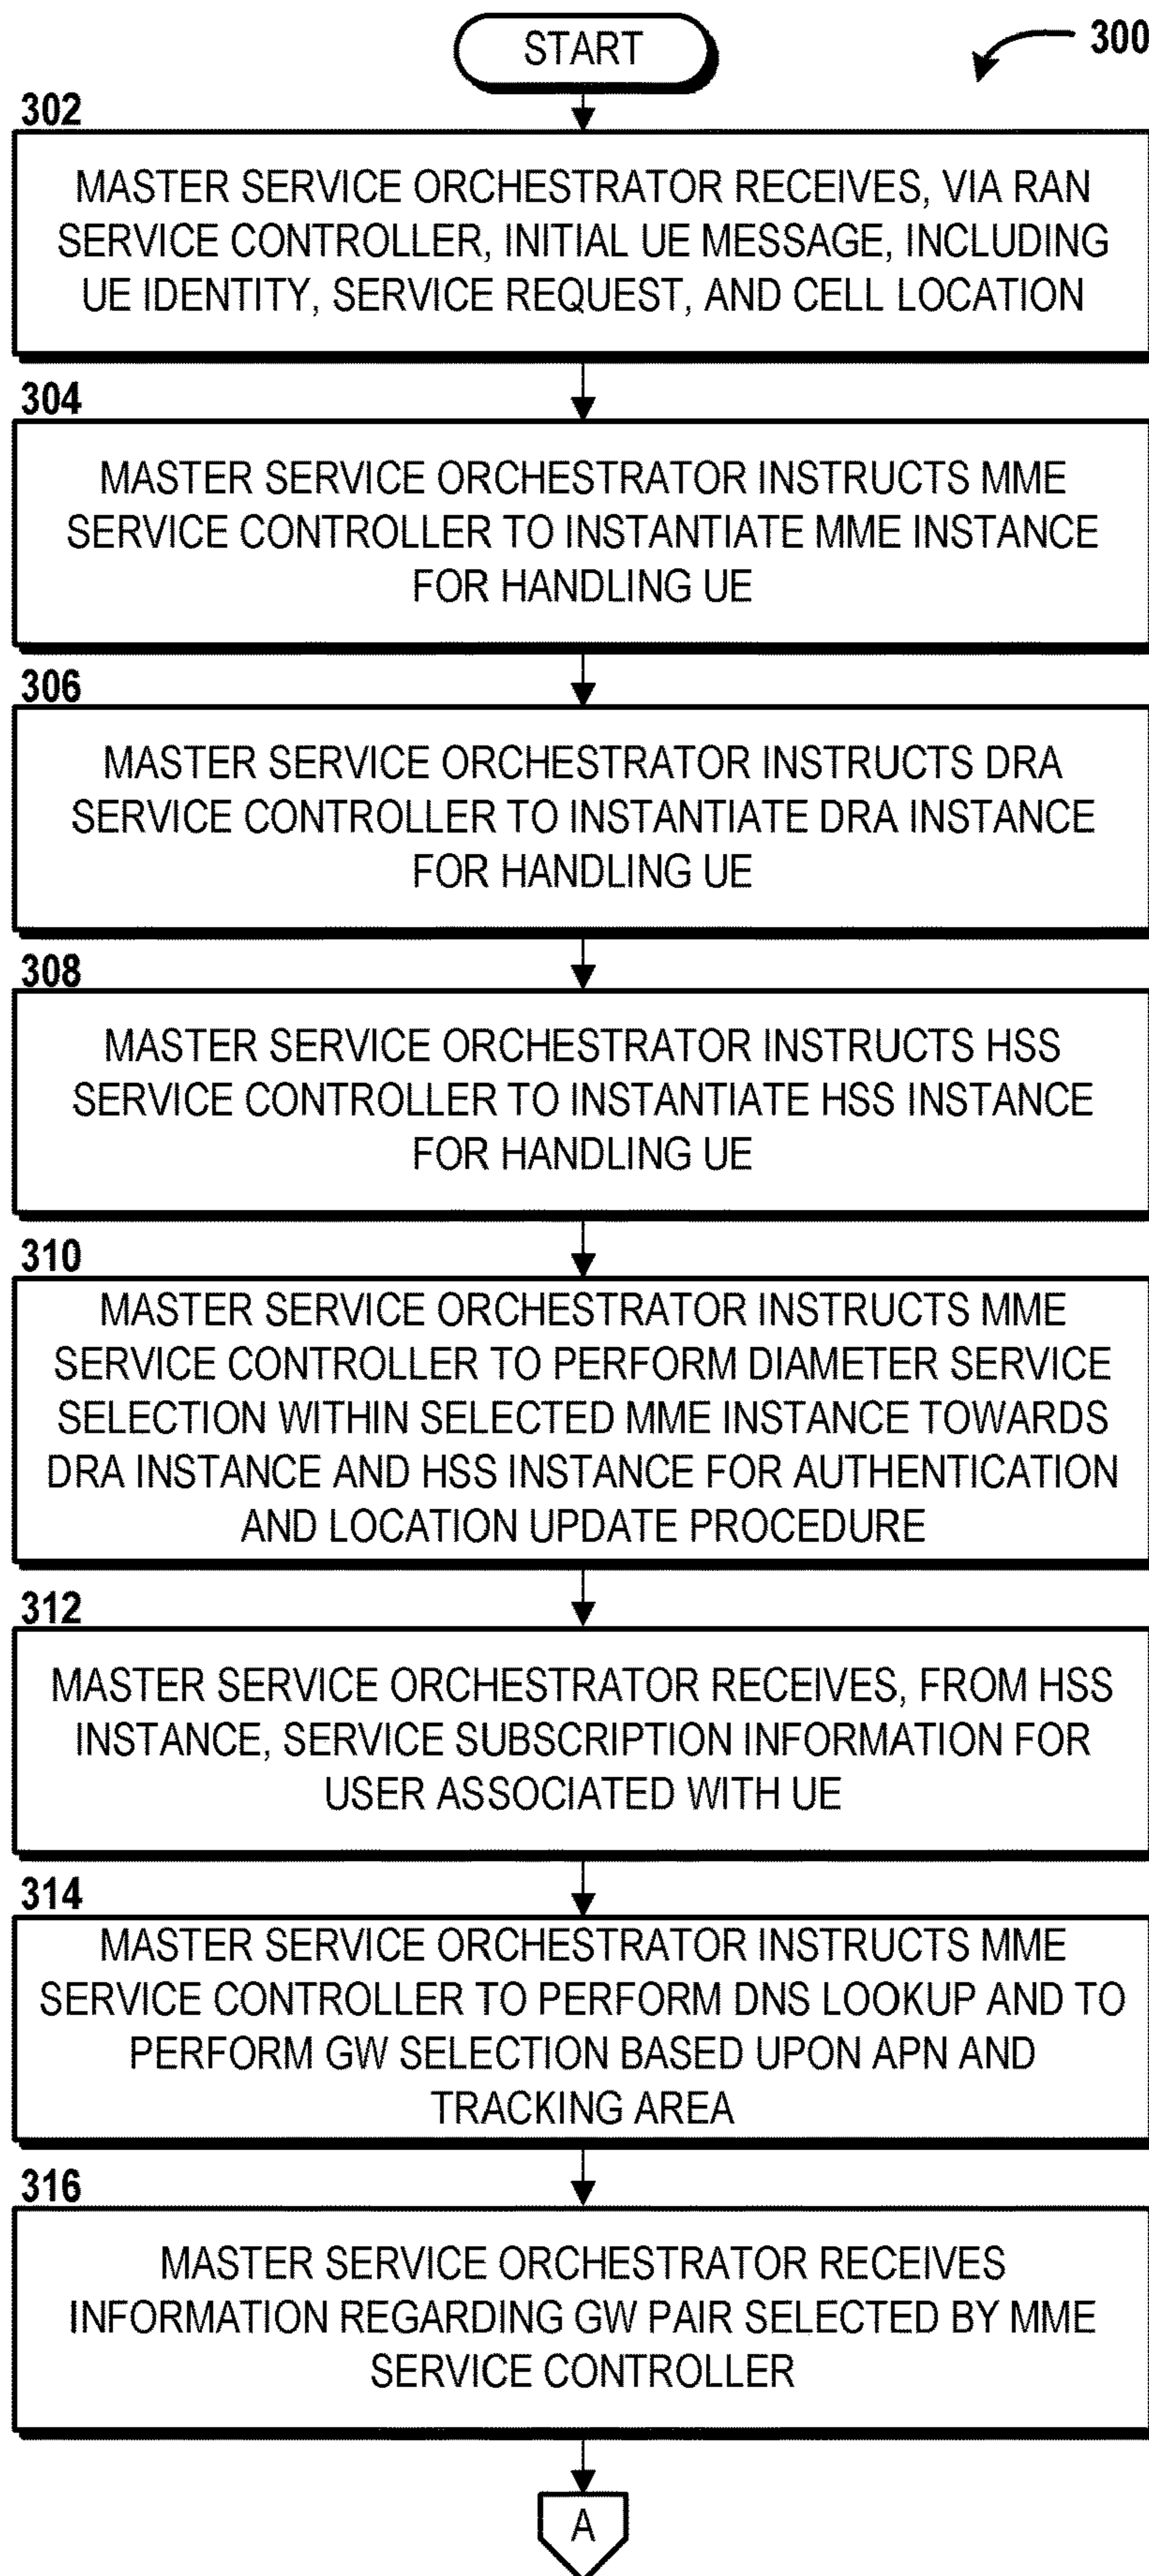 START
300
302
MASTER SERVICE ORCHESTRATOR RECEIVES, VIA RAN
SERVICE CONTROLLER, INITIAL UE MESSAGE, INCLUDING
UE IDENTITY, SERVICE REQUEST, AND CELL LOCATION
304
MASTER SERVICE ORCHESTRATOR INSTRUCTS MME
SERVICE CONTROLLER TO INSTANTIATE MME INSTANCE
FOR HANDLING UE
306
MASTER SERVICE ORCHESTRATOR INSTRUCTS DRA
SERVICE CONTROLLER TO INSTANTIATE DRA INSTANCE
FOR HANDLING UE
308
MASTER SERVICE ORCHESTRATOR INSTRUCTS HSS
SERVICE CONTROLLER TO INSTANTIATE HSS INSTANCE
FOR HANDLING UE
310
MASTER SERVICE ORCHESTRATOR INSTRUCTS MME
SERVICE CONTROLLER TO PERFORM DIAMETER SERVICE
SELECTION WITHIN SELECTED MME INSTANCE TOWARDS
DRA INSTANCE AND HSS INSTANCE FOR AUTHENTICATION
AND LOCATION UPDATE PROCEDURE
312
MASTER SERVICE ORCHESTRATOR RECEIVES, FROM HSS
INSTANCE, SERVICE SUBSCRIPTION INFORMATION FOR
USER ASSOCIATED WITH UE
314
MASTER SERVICE ORCHESTRATOR INSTRUCTS MME
SERVICE CONTROLLER TO PERFORM DNS LOOKUP AND TO
PERFORM GW SELECTION BASED UPON APN AND
TRACKING AREA
316
MASTER SERVICE ORCHESTRATOR RECEIVES
INFORMATION REGARDING GW PAIR SELECTED BY MME
SERVICE CONTROLLER
A